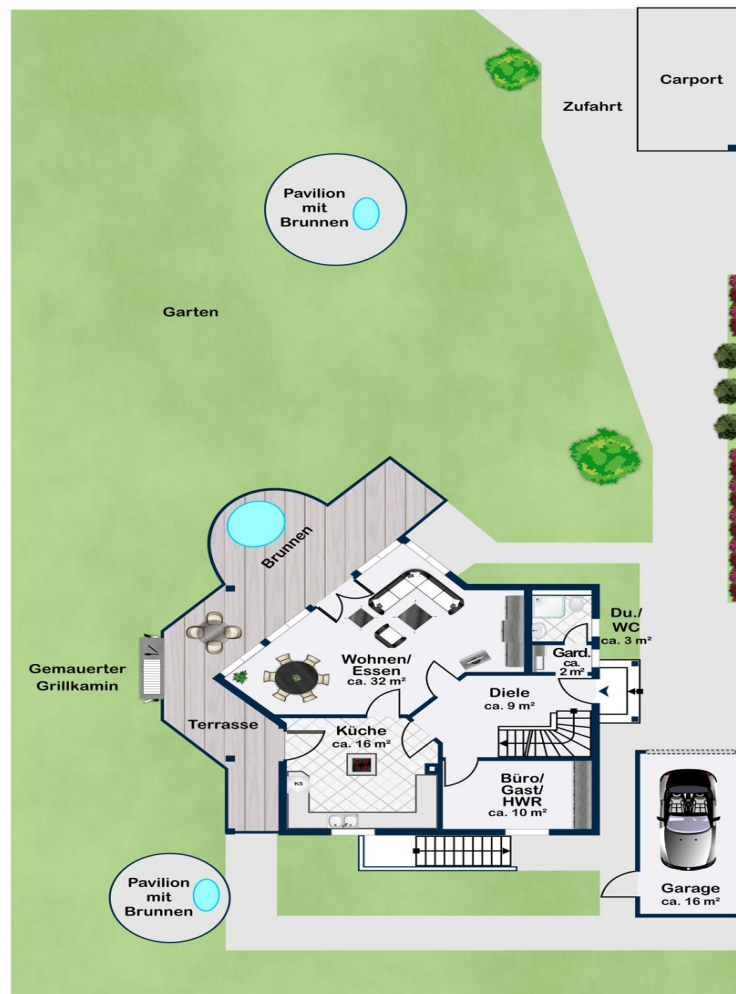 Carport
Zufahrt
Pavilion
mit
Brunnen
Garten
Brunnen
Du./
WC
ca. 3 m²
Gard.
ca.
2 m²
Wohnen/
Essen
ca. 32 m²
Gemauerter
Grillkamin
Diele
ca. 9 m²
Terrasse
Küche
ca. 16 m²
KS
Büro/
Gast/
HWR
ca. 10 m²
Pavilion
mit
Brunnen
Garage
ca. 16 m²